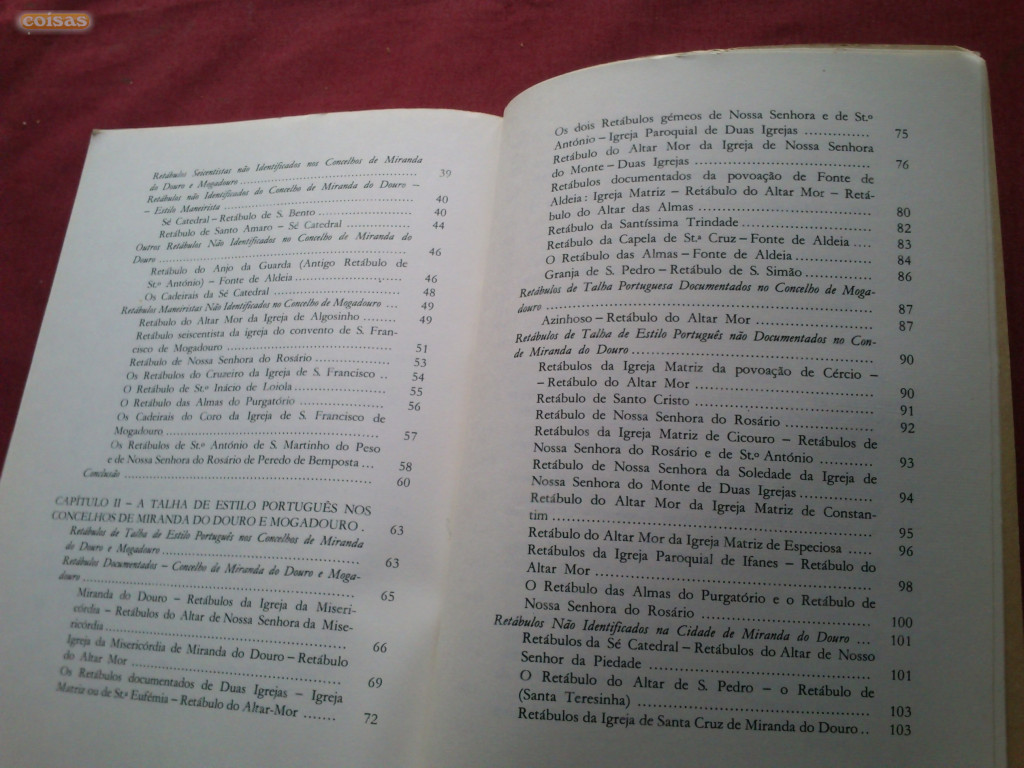 coisas
Retábulos Seiscentistas não Identificados nos Concelhos de Miranda
do Douro e Mogadouro ........ 39
Retábulos não Identificados do Concelho de Miranda do Douro –
– Estilo Maneirista ........ 40
Sé Catedral – Retábulo de S. Bento ........ 40
Retábulo de Santo Amaro – Sé Catedral ........ 44
Outros Retábulos Não Identificados no Concelho de Miranda do
Douro ........ 46
Retábulo do Anjo da Guarda (Antigo Retábulo de
St.º António) – Fonte de Aldeia ........ 46
Os Cadeirais da Sé Catedral ........ 48
Retábulos Maneiristas Não Identificados no Concelho de Mogadouro ... 49
Retábulo do Altar Mor da Igreja de Algosinho ........ 49
Retábulo seiscentista da igreja do convento de S. Fran-
cisco de Mogadouro ........ 51
Retábulo de Nossa Senhora do Rosário ........ 53
Os Retábulos do Cruzeiro da Igreja de S. Francisco .. 54
O Retábulo de St.º Inácio de Loiola ........ 55
O Retábulo das Almas do Purgatório ........ 56
Os Cadeirais do Coro da Igreja de S. Francisco de
Mogadouro ........ 57
Os Retábulos de St.º António de S. Martinho do Peso
e de Nossa Senhora do Rosário de Peredo de Bemposta ... 58
Conclusão ........ 60
CAPÍTULO II – A TALHA DE ESTILO PORTUGUÊS NOS
CONCELHOS DE MIRANDA DO DOURO E MOGADOURO . 63
Retábulos de Talha de Estilo Português nos Concelhos de Miranda
do Douro e Mogadouro ........ 63
Retábulos Documentados – Concelho de Miranda do Douro e Moga-
douro ........ 65
Miranda do Douro – Retábulos da Igreja da Miseri-
córdia – Retábulos do Altar de Nossa Senhora da Mise-
ricórdia ........ 66
Igreja da Misericórdia de Miranda do Douro – Retábulo
do Altar Mor ........ 69
Os Retábulos documentados de Duas Igrejas – Igreja
Matriz ou de St.ª Eufémia – Retábulo do Altar-Mor ........ 72
Os dois Retábulos gémeos de Nossa Senhora e de St.º
António – Igreja Paroquial de Duas Igrejas ........ 75
Retábulo do Altar Mor da Igreja de Nossa Senhora
do Monte – Duas Igrejas ........ 76
Retábulos documentados da povoação de Fonte de
Aldeia: Igreja Matriz – Retábulo do Altar Mor – Retá-
bulo do Altar das Almas ........ 80
Retábulo da Santíssima Trindade ........ 82
Retábulo da Capela de St.ª Cruz – Fonte de Aldeia ... 83
O Retábulo das Almas – Fonte de Aldeia ........ 84
Granja de S. Pedro – Retábulo de S. Simão ........ 86
Retábulos de Talha Portuguesa Documentados no Concelho de Moga-
douro ........ 87
Azinhoso – Retábulo do Altar Mor ........ 87
Retábulos de Talha de Estilo Português não Documentados no Con-
de Miranda do Douro ........ 90
Retábulos da Igreja Matriz da povoação de Cércio –
– Retábulo do Altar Mor ........ 90
Retábulo de Santo Cristo ........ 91
Retábulo de Nossa Senhora do Rosário ........ 92
Retábulos da Igreja Matriz de Cicouro – Retábulos de
Nossa Senhora do Rosário e de St.º António ........ 93
Retábulo de Nossa Senhora da Soledade da Igreja de
Nossa Senhora do Monte de Duas Igrejas ........ 94
Retábulo do Altar Mor da Igreja Matriz de Constan-
tim ........ 95
Retábulo do Altar Mor da Igreja Matriz de Especiosa ..... 96
Retábulos da Igreja Paroquial de Ifanes – Retábulo do
Altar Mor ........ 98
O Retábulo das Almas do Purgatório e o Retábulo de
Nossa Senhora do Rosário ........ 100
Retábulos Não Identificados na Cidade de Miranda do Douro ... 101
Retábulos da Sé Catedral – Retábulos do Altar de Nosso
Senhor da Piedade ........ 101
O Retábulo do Altar de S. Pedro – o Retábulo de
(Santa Teresinha) ........ 103
Retábulos da Igreja de Santa Cruz de Miranda do Douro .. 103